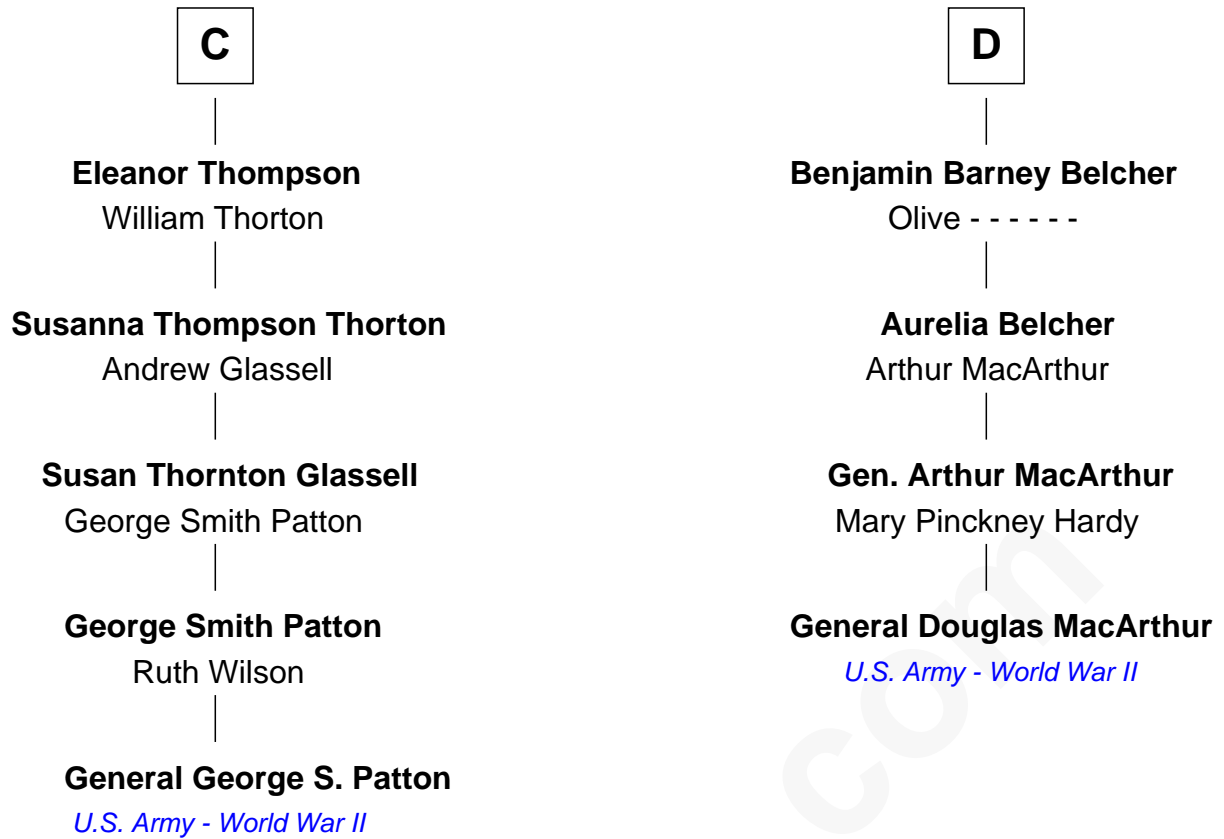 C
Eleanor Thompson
William Thorton
Susanna Thompson Thorton
Andrew Glassell
Susan Thornton Glassell
George Smith Patton
George Smith Patton
Ruth Wilson
General George S. Patton
U.S. Army - World War II
D
Benjamin Barney Belcher
Olive - - - - - -
Aurelia Belcher
Arthur MacArthur
Gen. Arthur MacArthur
Mary Pinckney Hardy
General Douglas MacArthur
U.S. Army - World War II
com